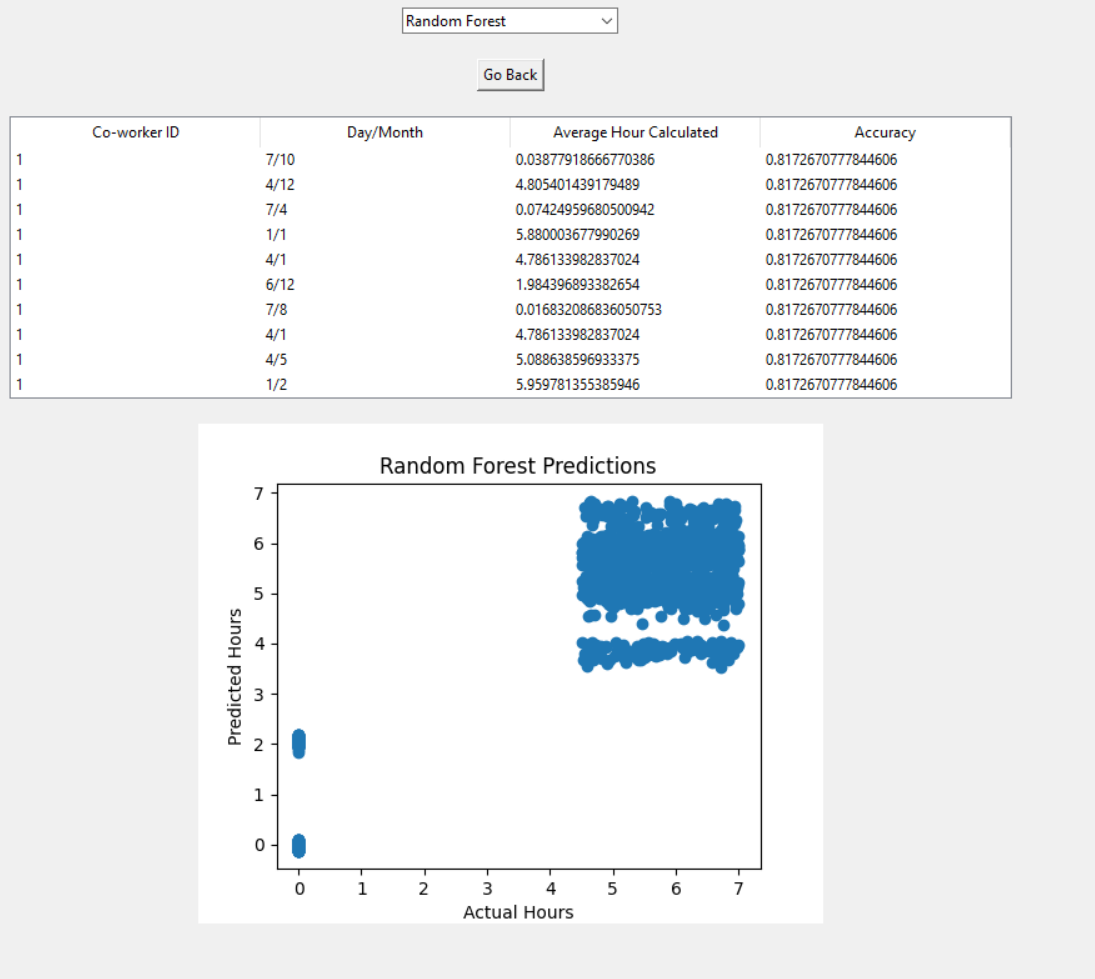 Random Forest
Go Back
Co-worker ID Day/Month Average Hour Calculated Accuracy
1 7/10 0.03877918666770386 0.8172670777844606
1 4/12 4.805401439179489 0.8172670777844606
1 7/4 0.07424959680500942 0.8172670777844606
1 1/1 5.880003677990269 0.8172670777844606
1 4/1 4.786133982837024 0.8172670777844606
1 6/12 1.984396893382654 0.8172670777844606
1 7/8 0.016832086836050753 0.8172670777844606
1 4/1 4.786133982837024 0.8172670777844606
1 4/5 5.088638596933375 0.8172670777844606
1 1/2 5.959781355385946 0.8172670777844606
Random Forest Predictions
7
6
5
4
3
2
1
0
Predicted Hours
0 1 2 3 4 5 6 7
Actual Hours